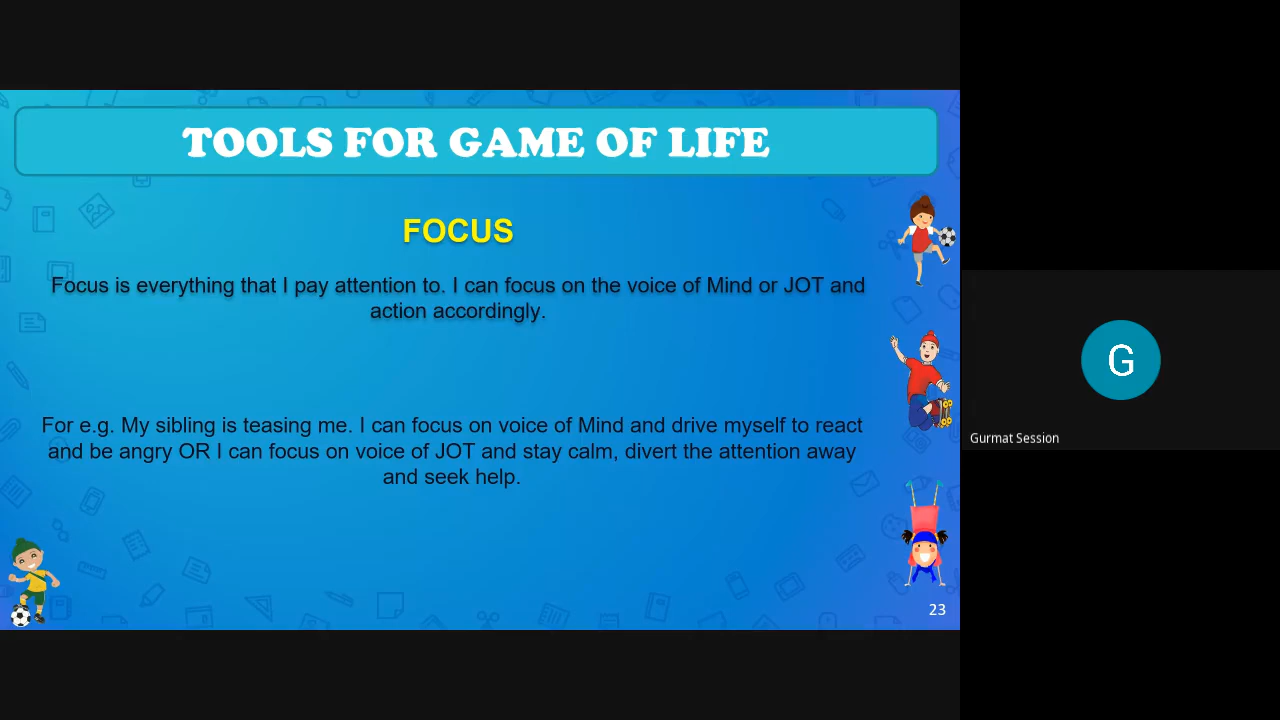 TOOLS FOR GAME OF LIFE
FOCUS
Focus is everything that I pay attention to. I can focus on the voice of Mind or JOT and
action accordingly.
For e.g. My sibling is teasing me. I can focus on voice of Mind and drive myself to react
and be angry OR I can focus on voice of JOT and stay calm, divert the attention away
and seek help.
23
G
Gurmat Session